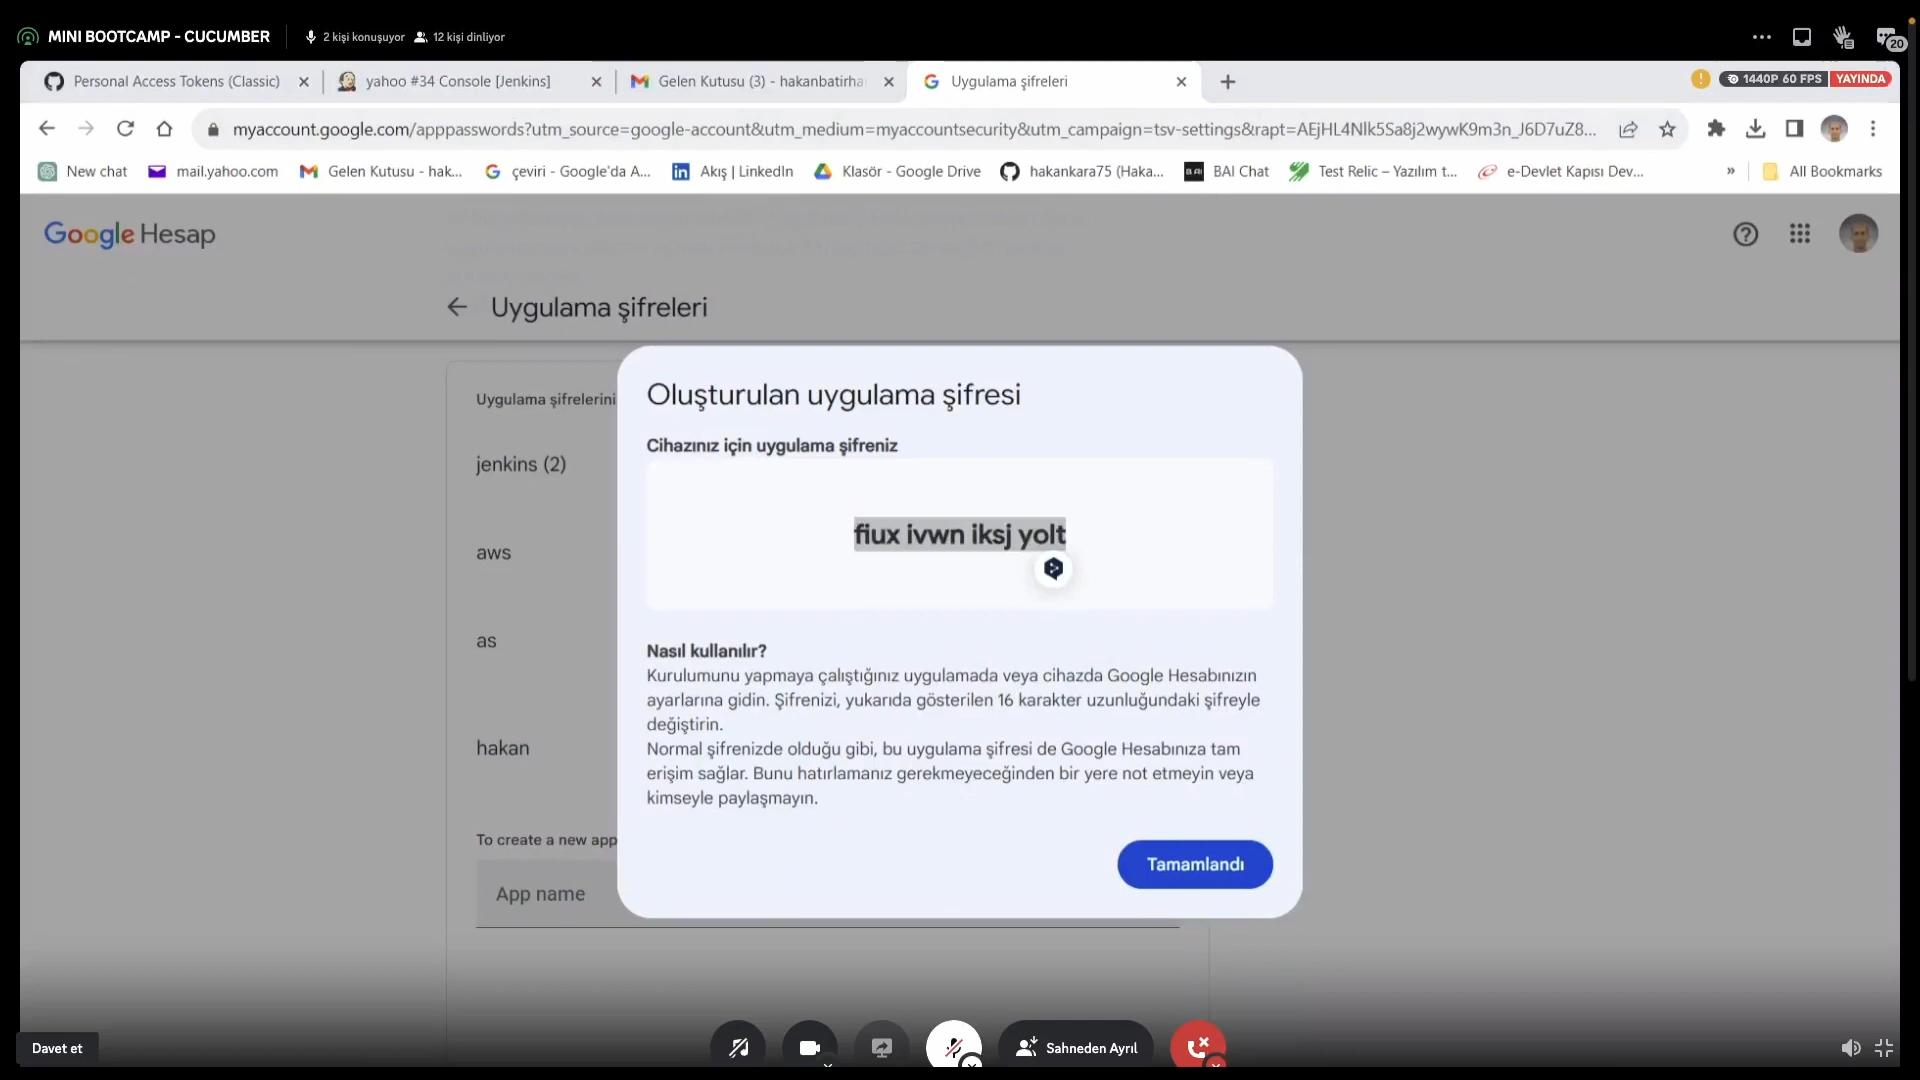 MINI BOOTCAMP - CUCUMBER
2 kişi konuşuyor
12 kişi dinliyor
20
Personal Access Tokens (Classic)
yahoo #34 Console [Jenkins]
Gelen Kutusu (3) - hakanbatirha
Uygulama şifreleri
1440P 60 FPS
YAYINDA
myaccount.google.com/apppasswords?utm_source=google-account&utm_medium=myaccountsecurity&utm_campaign=tsv-settings&rapt=AEjHL4Nlk5Sa8j2wywK9m3n_J6D7uZ8...
New chat
mail.yahoo.com
Gelen Kutusu - hak...
çeviri - Google'da A...
Akış | LinkedIn
Klasör - Google Drive
hakankara75 (Haka...
B.AI
BAI Chat
Test Relic – Yazılım t...
e-Devlet Kapısı Dev...
»
All Bookmarks
Google Hesap
Uygulama şifreleri
Uygulama şifrelerini
jenkins (2)
aws
as
hakan
To create a new app
App name
Oluşturulan uygulama şifresi
Cihazınız için uygulama şifreniz
fiux ivwn iksj yolt
Nasıl kullanılır?
Kurulumunu yapmaya çalıştığınız uygulamada veya cihazda Google Hesabınızın
ayarlarına gidin. Şifrenizi, yukarıda gösterilen 16 karakter uzunluğundaki şifreyle
değiştirin.
Normal şifrenizde olduğu gibi, bu uygulama şifresi de Google Hesabınıza tam
erişim sağlar. Bunu hatırlamanız gerekmeyeceğinden bir yere not etmeyin veya
kimseyle paylaşmayın.
Tamamlandı
Davet et
Sahneden Ayrıl